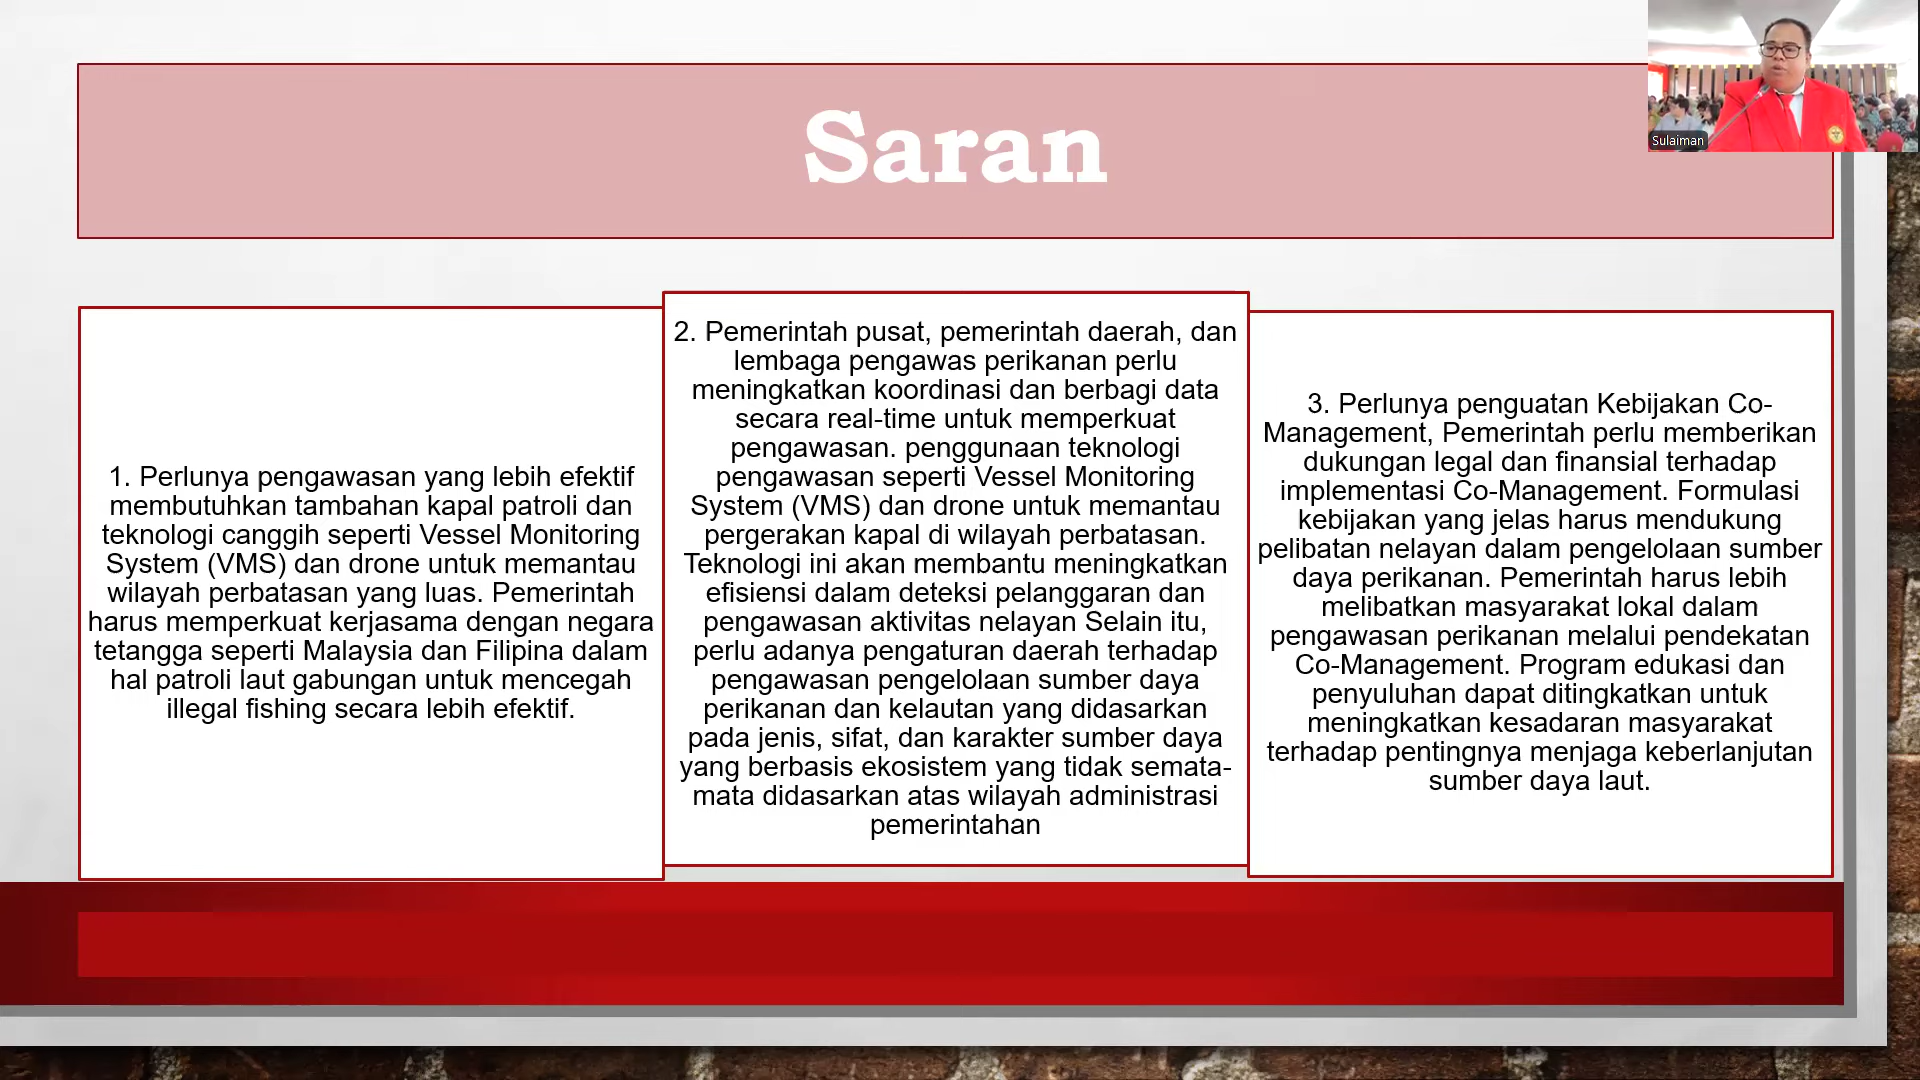 Saran
Sulaiman
1. Perlunya pengawasan yang lebih efektif
membutuhkan tambahan kapal patroli dan
teknologi canggih seperti Vessel Monitoring
System (VMS) dan drone untuk memantau
wilayah perbatasan yang luas. Pemerintah
harus memperkuat kerjasama dengan negara
tetangga seperti Malaysia dan Filipina dalam
hal patroli laut gabungan untuk mencegah
illegal fishing secara lebih efektif.
2. Pemerintah pusat, pemerintah daerah, dan
lembaga pengawas perikanan perlu
meningkatkan koordinasi dan berbagi data
secara real-time untuk memperkuat
pengawasan. penggunaan teknologi
pengawasan seperti Vessel Monitoring
System (VMS) dan drone untuk memantau
pergerakan kapal di wilayah perbatasan.
Teknologi ini akan membantu meningkatkan
efisiensi dalam deteksi pelanggaran dan
pengawasan aktivitas nelayan Selain itu,
perlu adanya pengaturan daerah terhadap
pengawasan pengelolaan sumber daya
perikanan dan kelautan yang didasarkan
pada jenis, sifat, dan karakter sumber daya
yang berbasis ekosistem yang tidak semata-
mata didasarkan atas wilayah administrasi
pemerintahan
3. Perlunya penguatan Kebijakan Co-
Management, Pemerintah perlu memberikan
dukungan legal dan finansial terhadap
implementasi Co-Management. Formulasi
kebijakan yang jelas harus mendukung
pelibatan nelayan dalam pengelolaan sumber
daya perikanan. Pemerintah harus lebih
melibatkan masyarakat lokal dalam
pengawasan perikanan melalui pendekatan
Co-Management. Program edukasi dan
penyuluhan dapat ditingkatkan untuk
meningkatkan kesadaran masyarakat
terhadap pentingnya menjaga keberlanjutan
sumber daya laut.